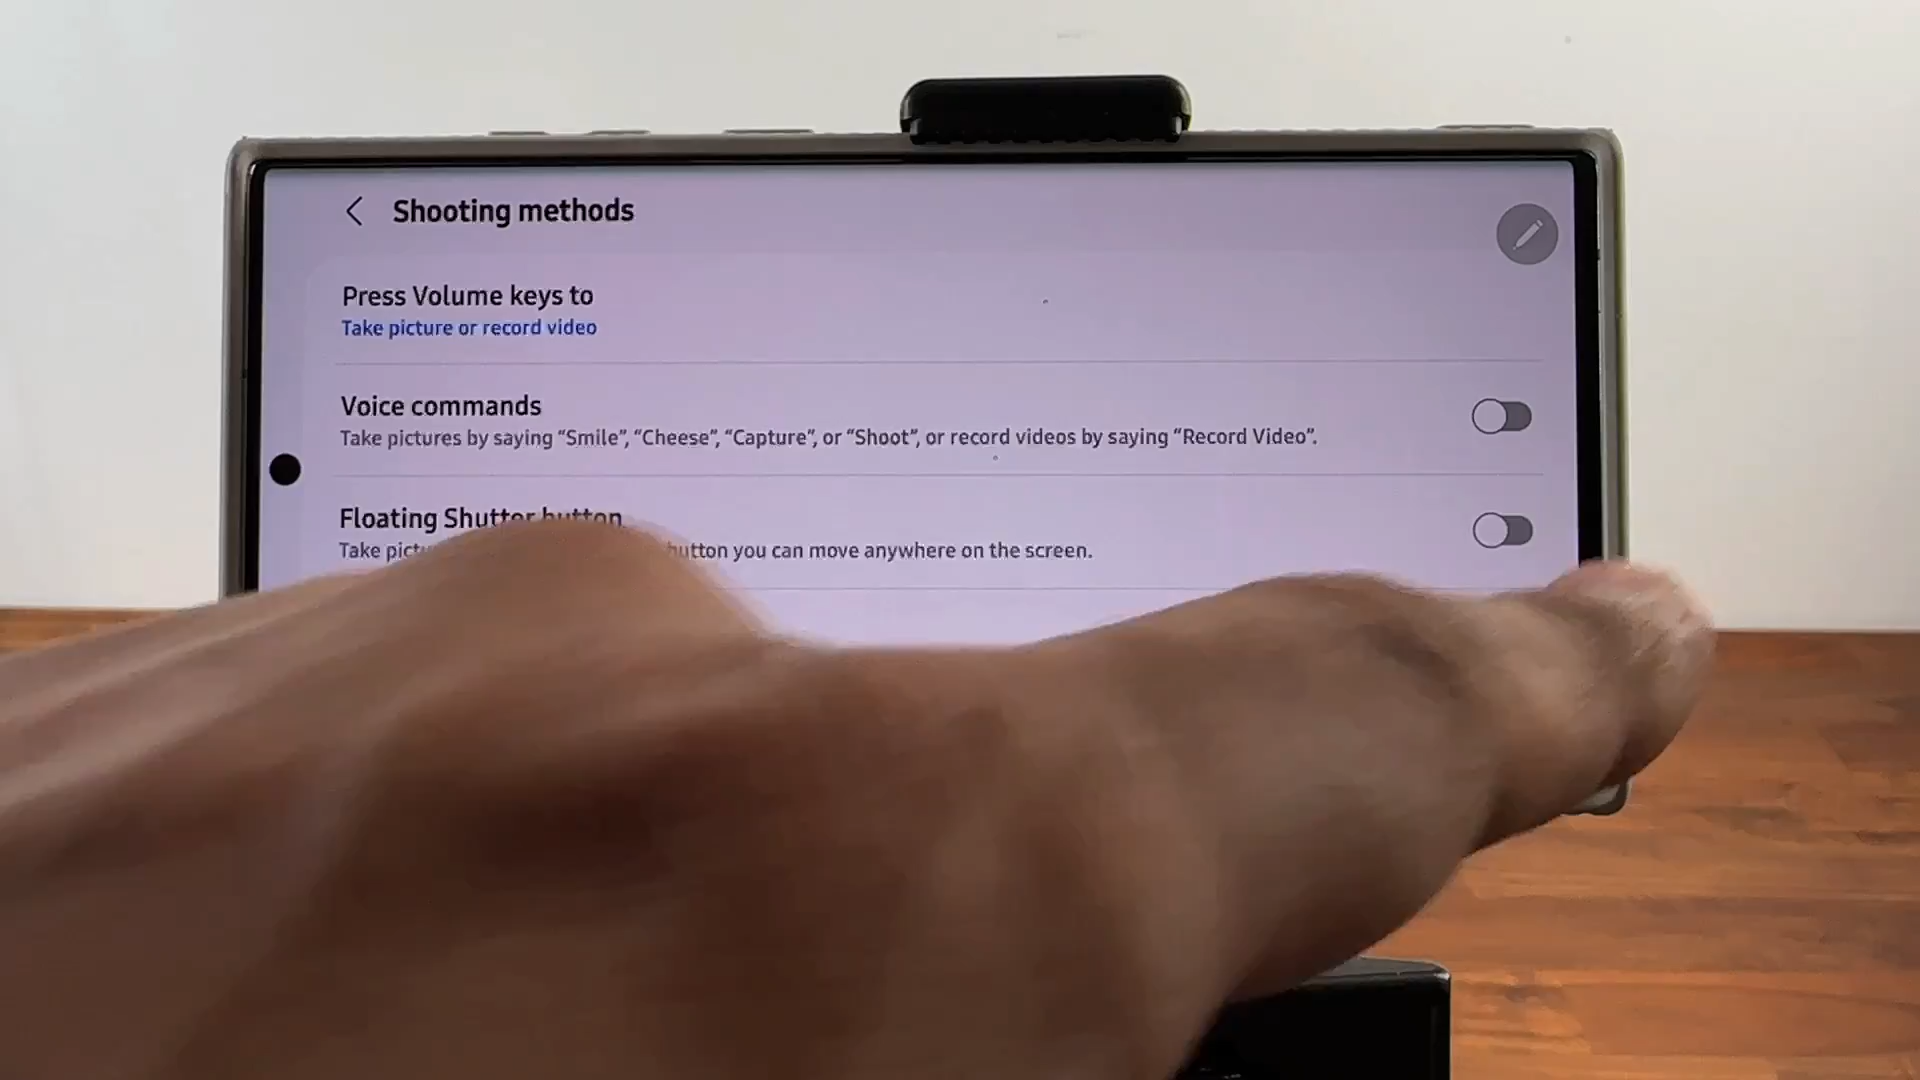 Shooting methods
Press Volume keys to
Take picture or record video
Voice commands
Take pictures by saying “Smile”, “Cheese”, “Capture”, or “Shoot”, or record videos by saying “Record Video”.
Floating Shutter button
Take button you can move anywhere on the screen.